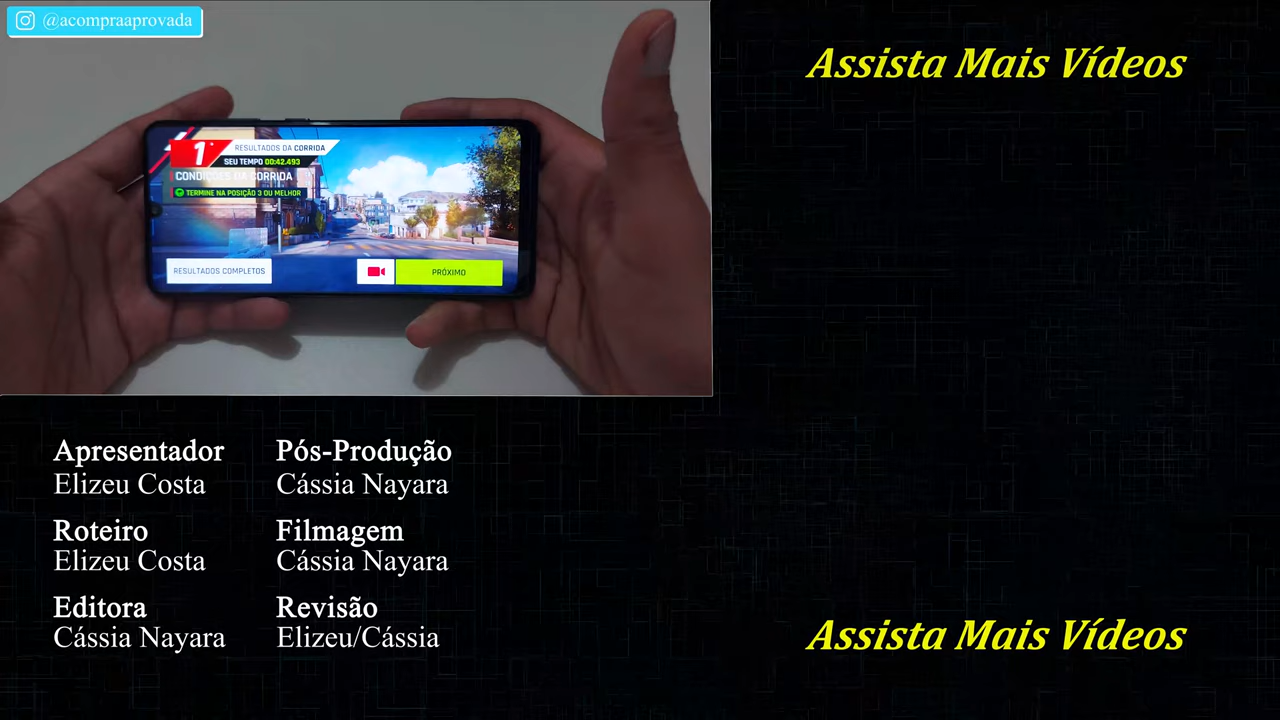 @acompraaprovada
Assista Mais Vídeos
1°
RESULTADOS DA CORRIDA
SEU TEMPO 00:42.493
CONDIÇÕES DA CORRIDA
TERMINE NA POSIÇÃO 3 OU MELHOR
RESULTADOS COMPLETOS
PRÓXIMO
Apresentador
Elizeu Costa
Roteiro
Elizeu Costa
Editora
Cássia Nayara
Pós-Produção
Cássia Nayara
Filmagem
Cássia Nayara
Revisão
Elizeu/Cássia
Assista Mais Vídeos